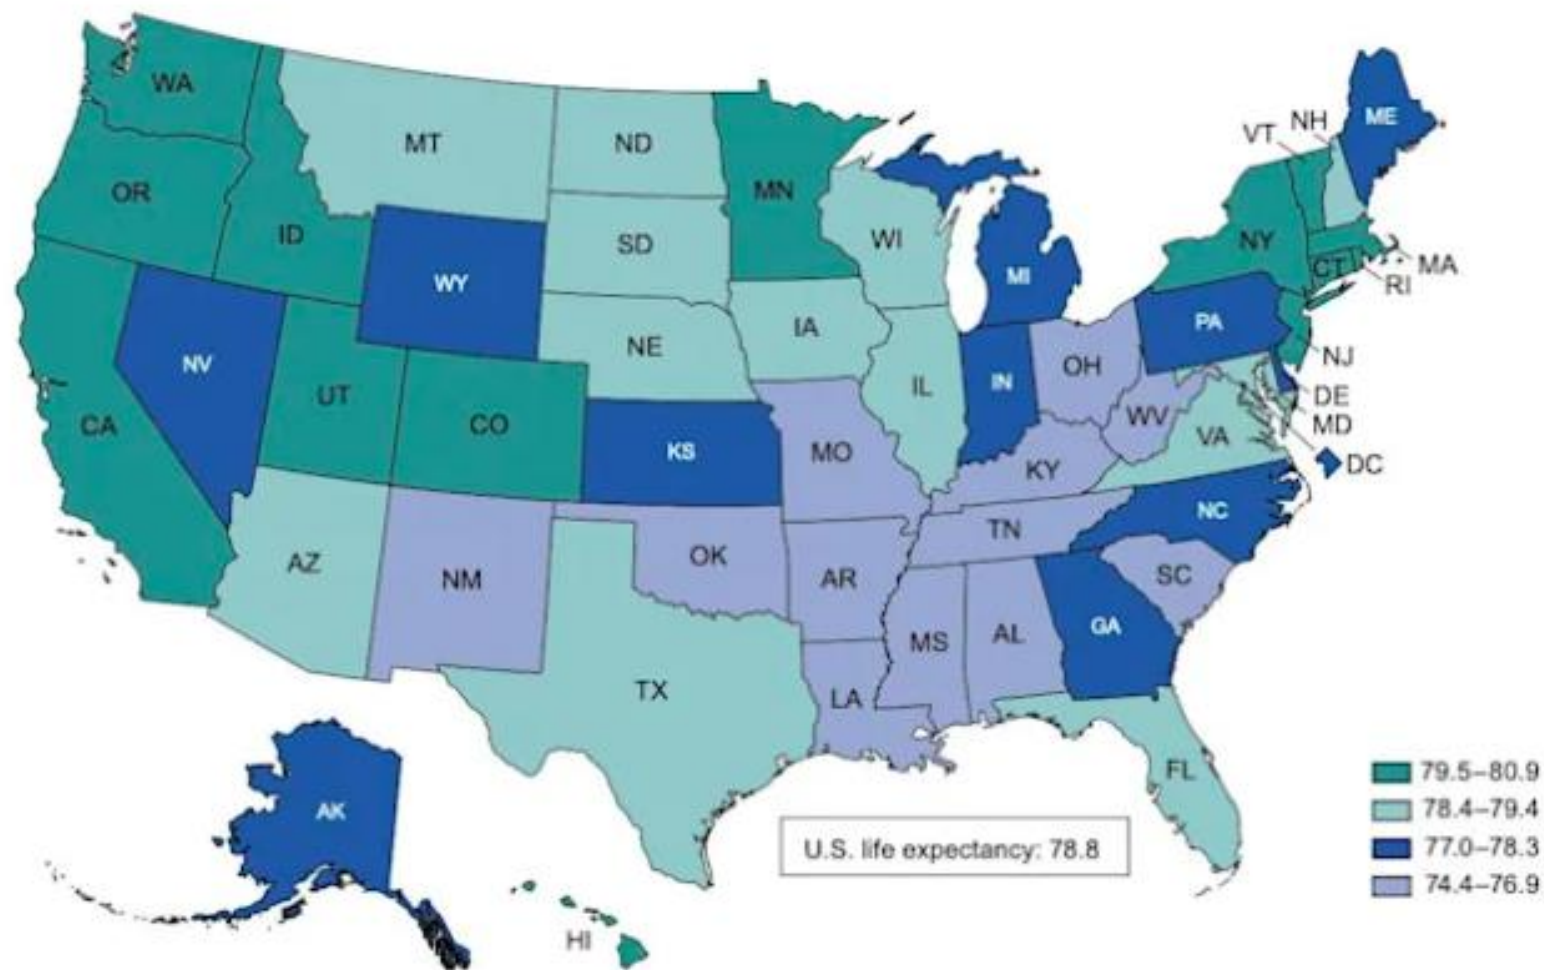 WA
MT
ND
MN
OR
ID
SD
WI
WY
NV
UT
CA
CO
NE
IA
KS
MO
IL
IN
MI
OH
WV
KY
VA
PA
NY
VT
NH
ME
MA
RI
CT
NJ
DE
MD
DC
NC
TN
SC
AZ
NM
OK
AR
MS
AL
GA
TX
LA
FL
AK
HI
U.S. life expectancy: 78.8
79.5–80.9
78.4–79.4
77.0–78.3
74.4–76.9